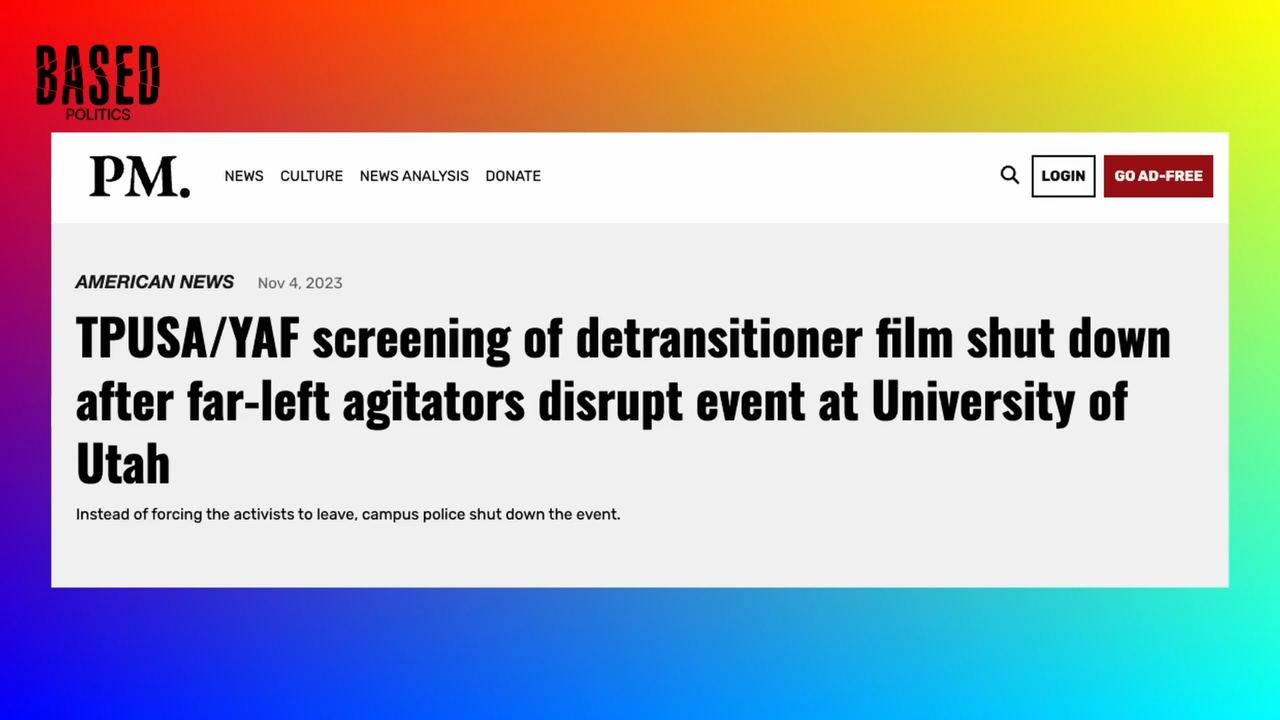 BASED
POLITICS
PM.
NEWS CULTURE NEWS ANALYSIS DONATE
LOGIN
GO AD-FREE
AMERICAN NEWS Nov 4, 2023
TPUSA/YAF screening of detransitioner film shut down
after far-left agitators disrupt event at University of
Utah
Instead of forcing the activists to leave, campus police shut down the event.